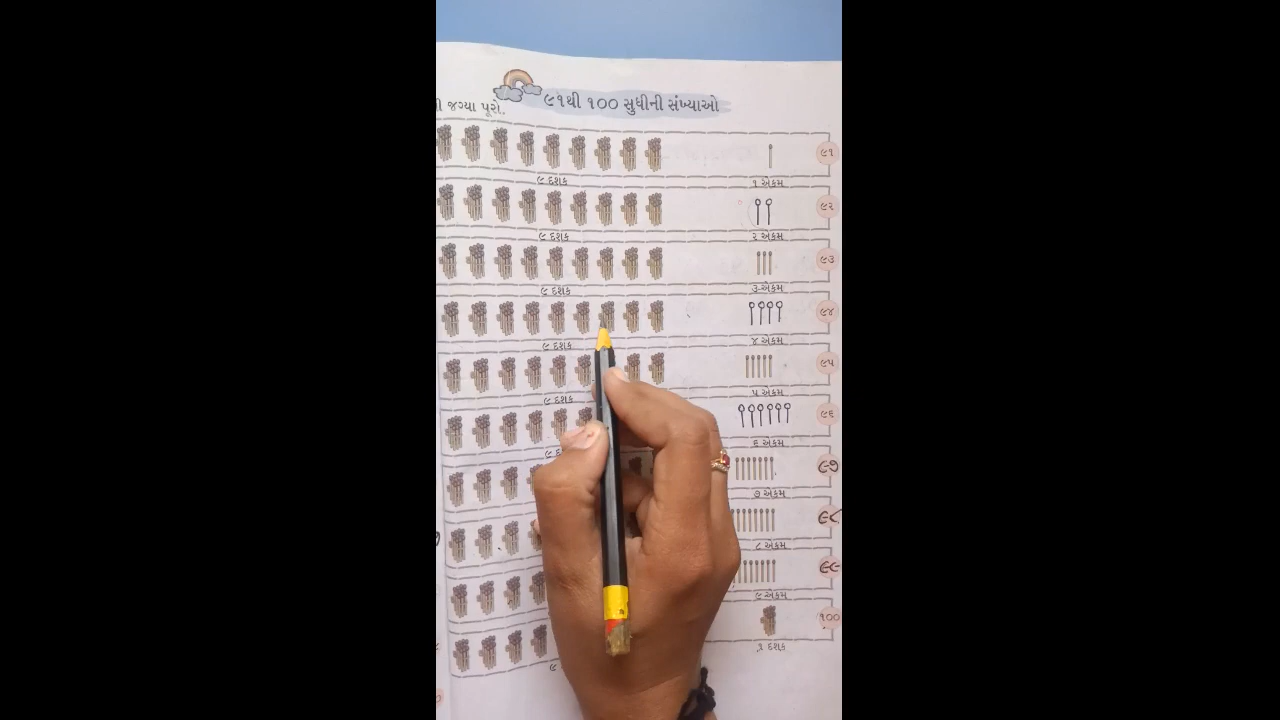 ૯૧થી ૧૦૦ સુધીની સંખ્યાઓ
જગ્યા પૂરો.
૯૧
૯ દશક ૧ એકમ
૯૨
૯ દશક ૨ એકમ
૯૩
૯ દશક ૩ એકમ
૯૪
૯ દશક ૪ એકમ
૯૫
૯ દશક ૫ એકમ
૯૬
૬ એકમ
૯૭
૭ એકમ
૯૮
૮ એકમ
૯૯
૯ એકમ
૧૦૦
૧ દશક